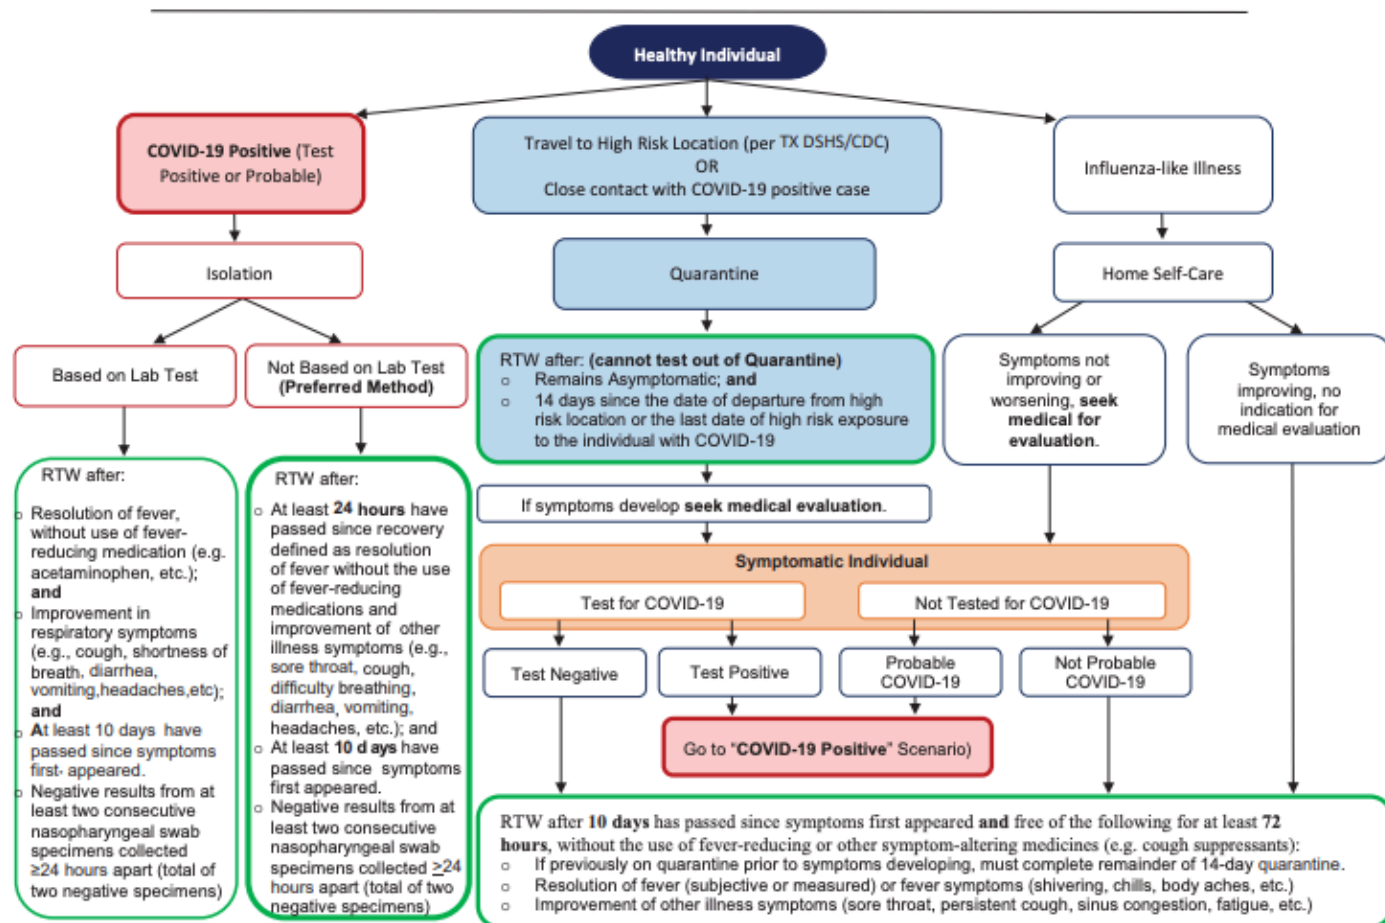 Healthy Individual
COVID-19 Positive (Test
Positive or Probable)
Travel to High Risk Location (per TX DSHS/CDC)
OR
Close contact with COVID-19 positive case
Influenza-like Illness
Isolation
Quarantine
Home Self-Care
Based on Lab Test
Not Based on Lab Test
(Preferred Method)
RTW after: (cannot test out of Quarantine)
o Remains Asymptomatic; and
o 14 days since the date of departure from high
risk location or the last date of high risk exposure
to the individual with COVID-19
Symptoms not
improving or
worsening, seek
medical for
evaluation.
Symptoms
improving, no
indication for
medical evaluation
RTW after:
o Resolution of fever,
without use of fever-
reducing medication (e.g.
acetaminophen, etc.);
and
o Improvement in
respiratory symptoms
(e.g., cough, shortness of
breath, diarrhea,
vomiting,headaches,etc);
and
o At least 10 days have
passed since symptoms
first- appeared.
o Negative results from at
least two consecutive
nasopharyngeal swab
specimens collected
≥24 hours apart (total of
two negative specimens)
RTW after:
o At least 24 hours have
passed since recovery
defined as resolution
of fever without the use
of fever-reducing
medications and
improvement of other
illness symptoms (e.g.,
sore throat, cough,
difficulty breathing,
diarrhea, vomiting,
headaches, etc.); and
o At least 10 days have
passed since symptoms
first appeared.
o Negative results from at
least two consecutive
nasopharyngeal swab
specimens collected ≥24
hours apart (total of two
negative specimens)
If symptoms develop seek medical evaluation.
Symptomatic Individual
Test for COVID-19
Not Tested for COVID-19
Test Negative
Test Positive
Probable
COVID-19
Not Probable
COVID-19
Go to "COVID-19 Positive" Scenario)
RTW after 10 days has passed since symptoms first appeared and free of the following for at least 72
hours, without the use of fever-reducing or other symptom-altering medicines (e.g. cough suppressants):
o If previously on quarantine prior to symptoms developing, must complete remainder of 14-day quarantine.
o Resolution of fever (subjective or measured) or fever symptoms (shivering, chills, body aches, etc.)
o Improvement of other illness symptoms (sore throat, persistent cough, sinus congestion, fatigue, etc.)